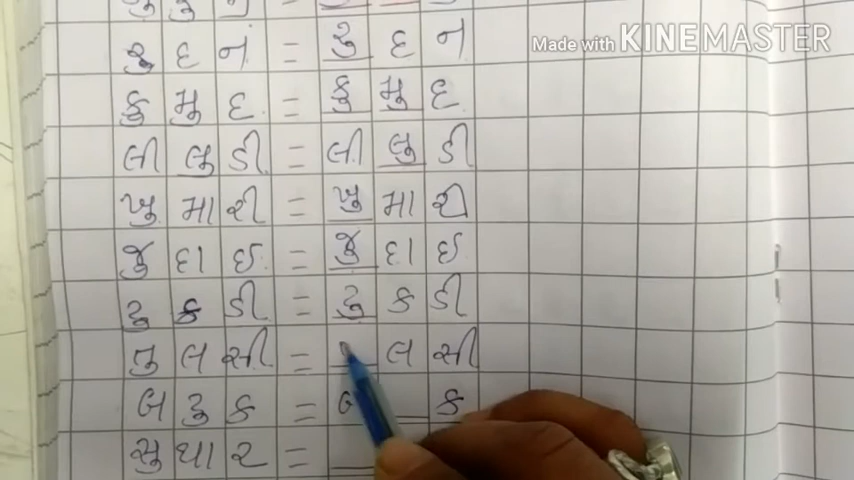 Made with KINEMASTER
રુ દ ન = રુ દ ન
કુ મુ દ = કુ મુ દ
લી લુ ડી = લી લુ ડી
ખુ મા રી = ખુ મા રી
જુ દા ઈ = જુ દા ઈ
ટુ ક ડી = ટુ ક ડી
તુ લ સી = _ લ સી
બ ટુ ક = બ _ ક
સુ થા ર = _